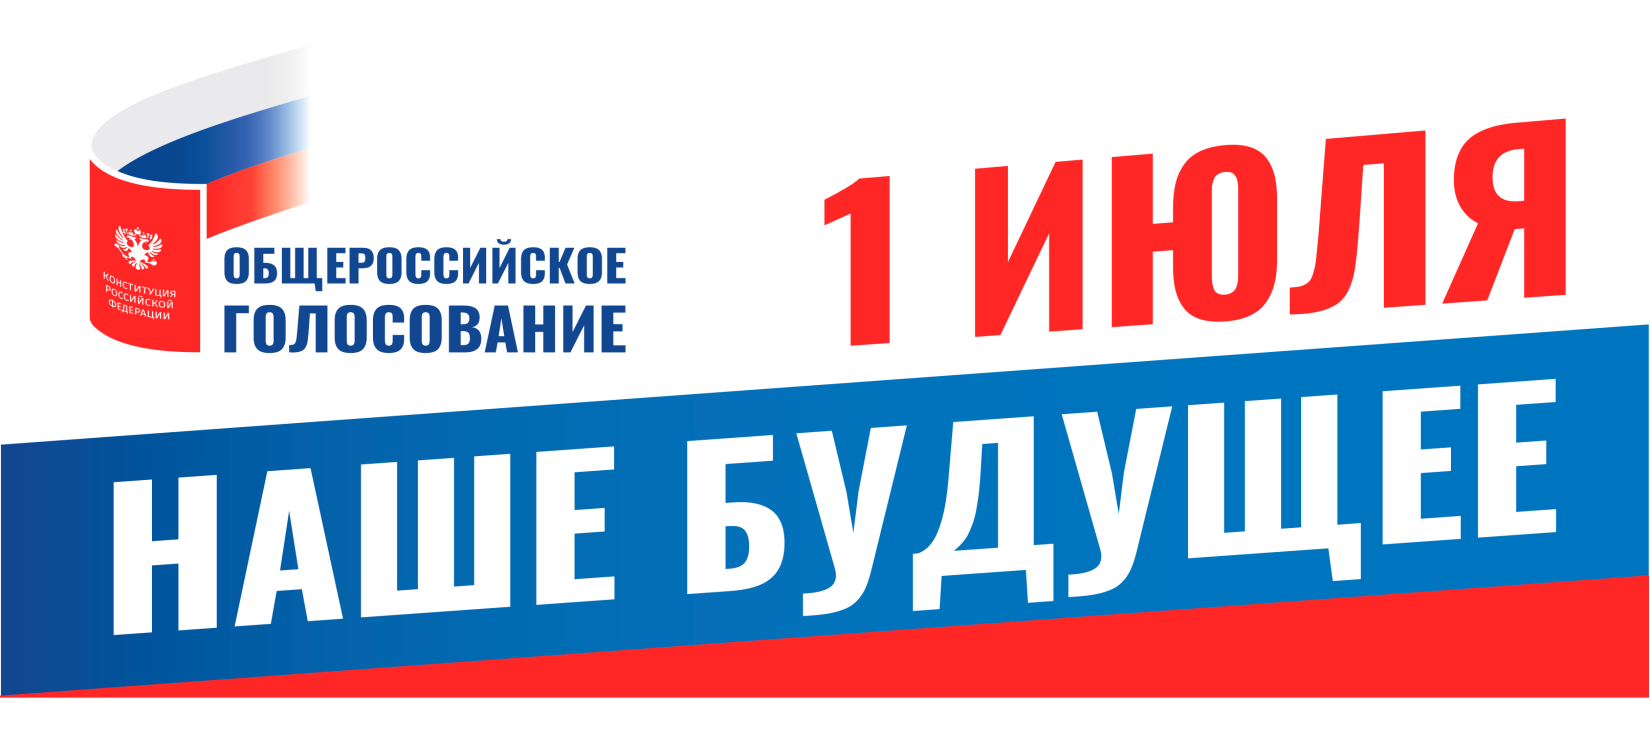 КОНСТИТУЦИЯ
РОССИЙСКОЙ
ФЕДЕРАЦИИ
ОБЩЕРОССИЙСКОЕ
ГОЛОСОВАНИЕ
1 ИЮЛЯ
НАШЕ БУДУЩЕЕ